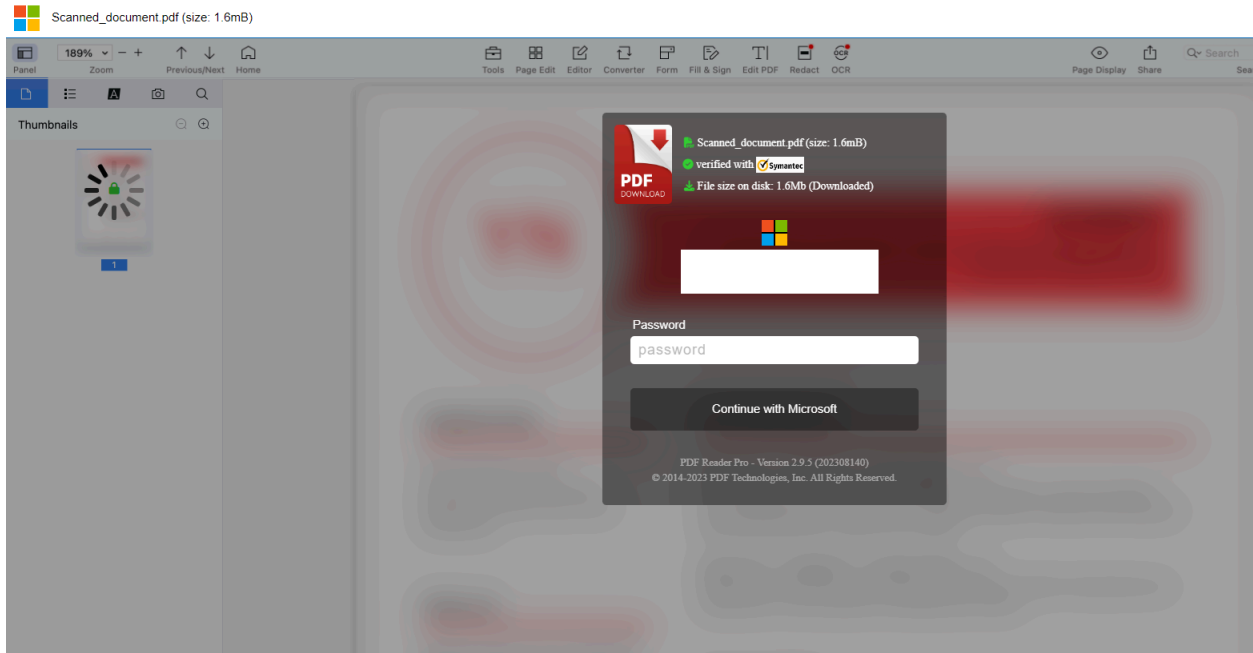 Scanned_document.pdf (size: 1.6mB)
189%
Panel Zoom Previous/Next Home Tools Page Edit Editor Converter Form Fill & Sign Edit PDF Redact OCR Page Display Share Sea
Search
Thumbnails
1
PDF
DOWNLOAD
Scanned_document.pdf (size: 1.6mB)
verified with Symantec
File size on disk: 1.6Mb (Downloaded)
Password
password
Continue with Microsoft
PDF Reader Pro - Version 2.9.5 (202308140)
© 2014-2023 PDF Technologies, Inc. All Rights Reserved.